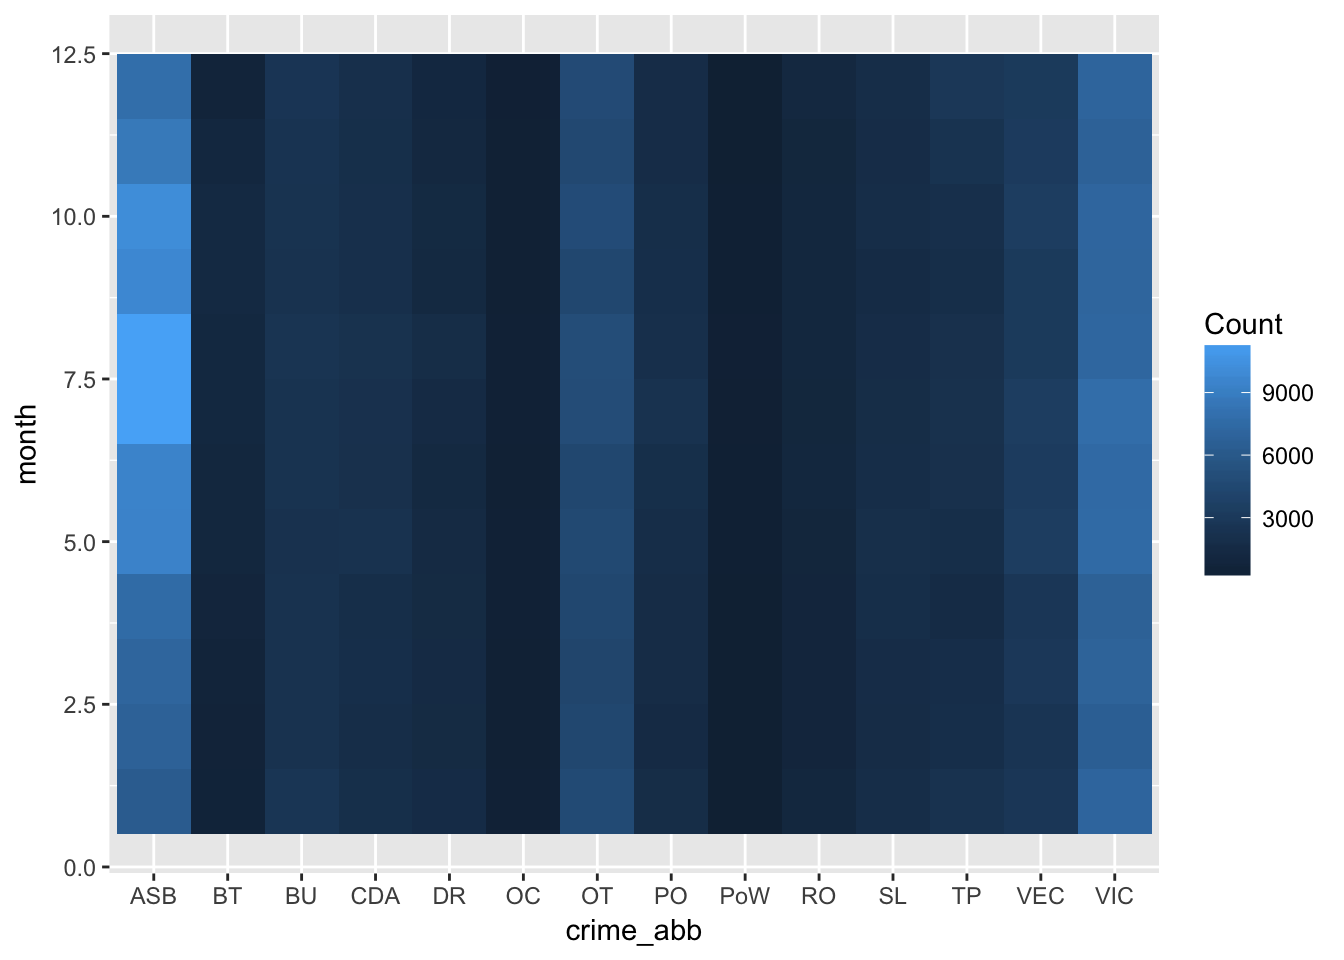 12.5
10.0
7.5
5.0
2.5
0.0
month
ASB BT BU CDA DR OC OT PO PoW RO SL TP VEC VIC
crime_abb
Count
9000
6000
3000